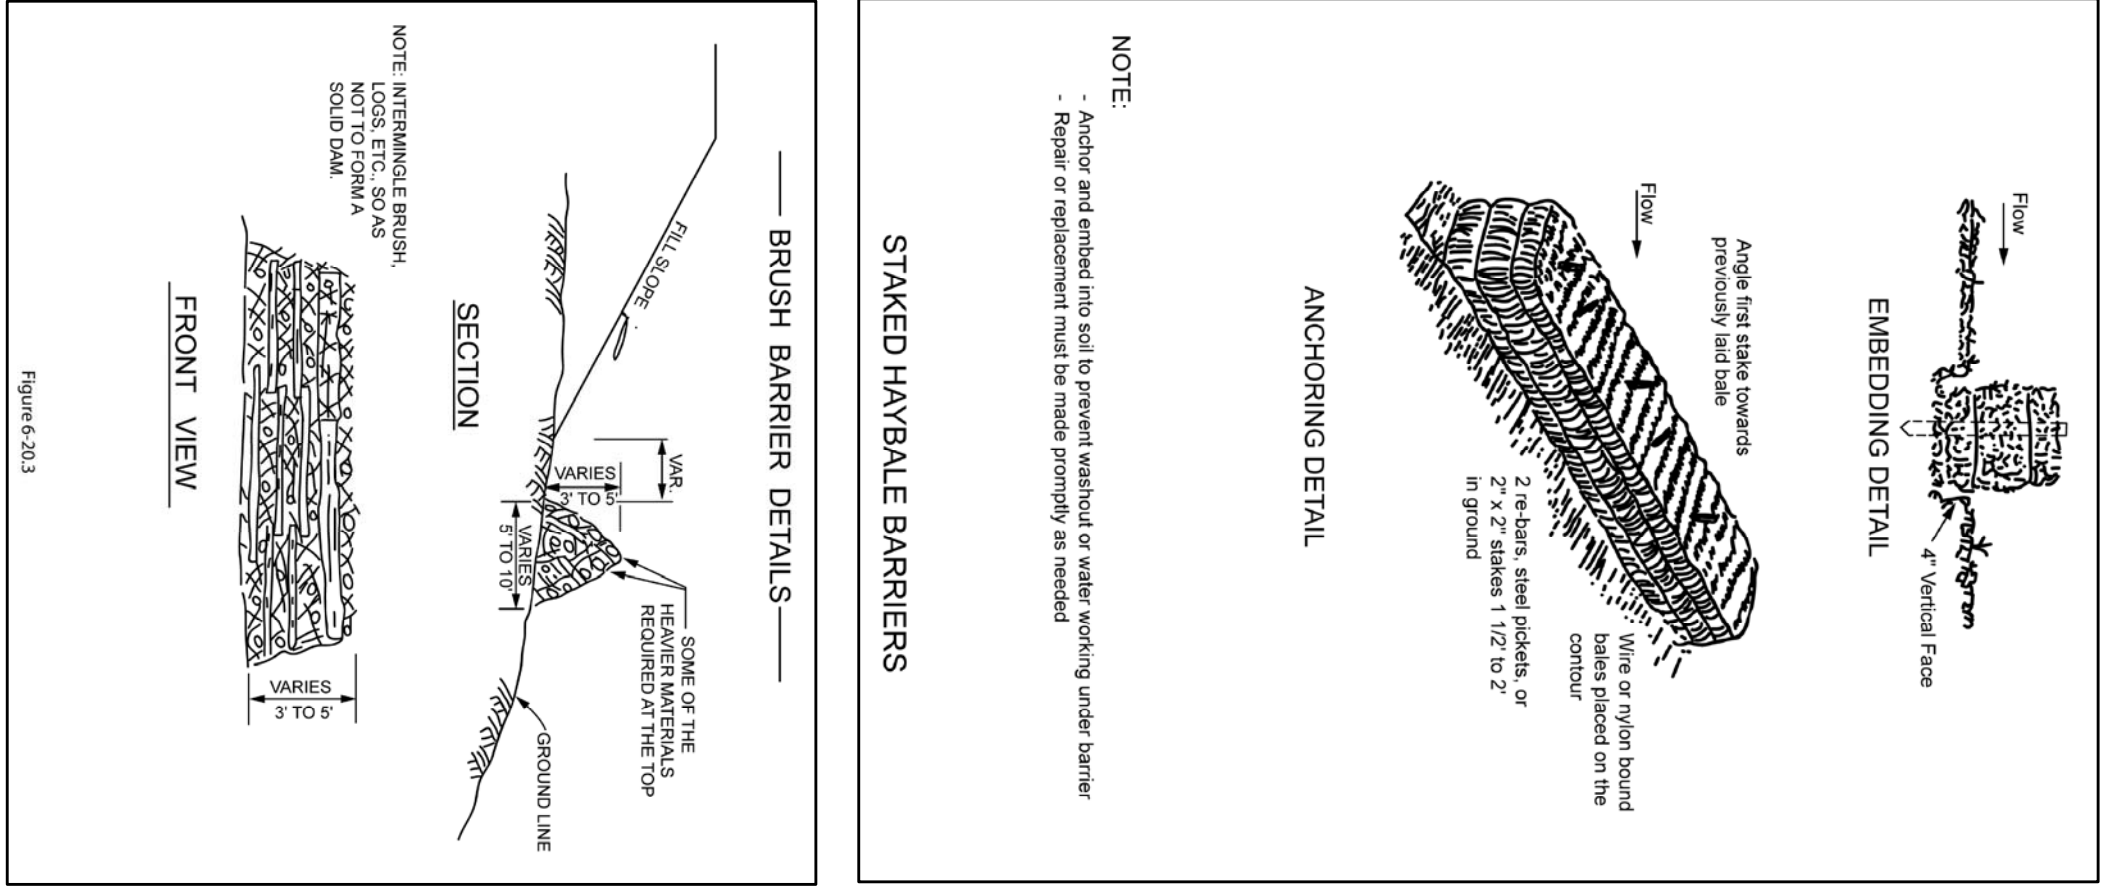 Flow
4" Vertical Face
EMBEDDING DETAIL
Angle first stake towards
previously laid bale
Flow
Wire or nylon bound
bales placed on the
contour
2 re-bars, steel pickets, or
2" x 2" stakes 1 1/2' to 2'
in ground
ANCHORING DETAIL
NOTE:
- Anchor and embed into soil to prevent washout or water working under barrier
- Repair or replacement must be made promptly as needed
STAKED HAYBALE BARRIERS
BRUSH BARRIER DETAILS
FILL SLOPE
VAR.
VARIES
3' TO 5'
SOME OF THE
HEAVIER MATERIALS
REQUIRED AT THE TOP
VARIES
5' TO 10'
GROUND LINE
SECTION
NOTE: INTERMINGLE BRUSH,
LOGS, ETC., SO AS
NOT TO FORM A
SOLID DAM.
VARIES
3' TO 5'
FRONT VIEW
Figure 6-20.3